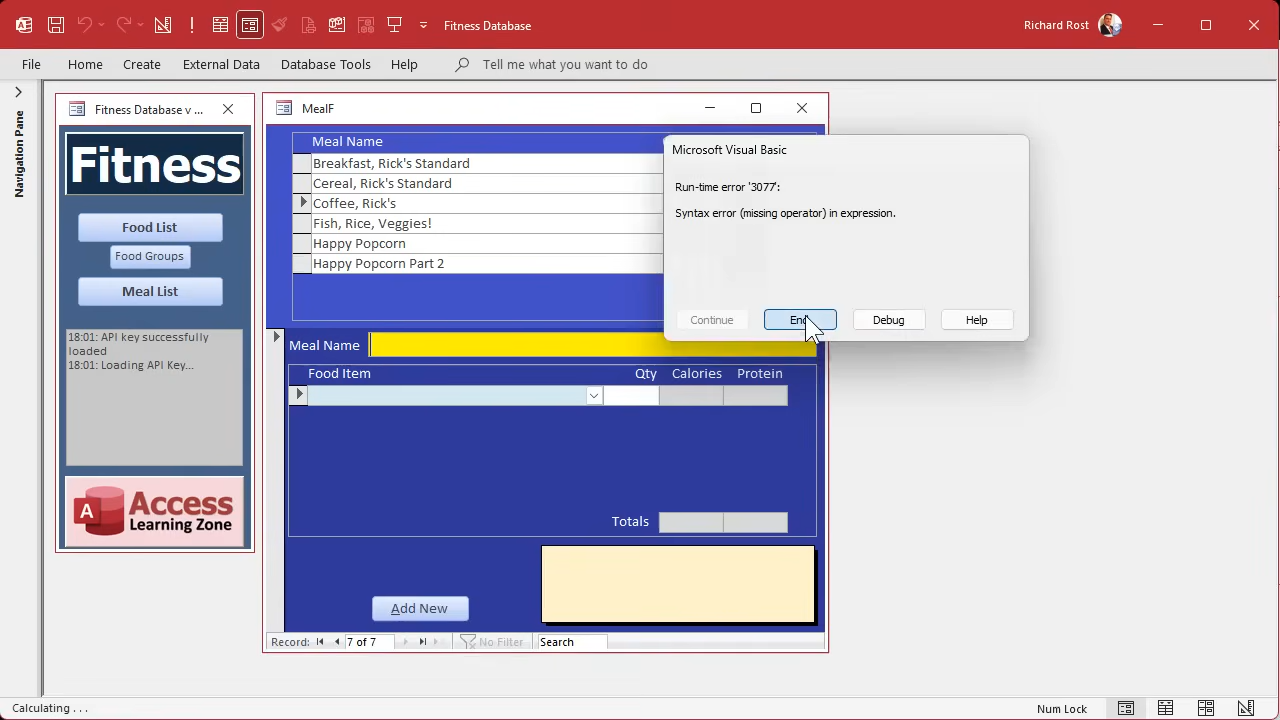 Fitness Database
Richard Rost
File
Home
Create
External Data
Database Tools
Help
Tell me what you want to do
Navigation Pane
Fitness Database v ...
Fitness
Food List
Food Groups
Meal List
18:01: API key successfully
loaded
18:01: Loading API Key...
Access
Learning Zone
MealF
Meal Name
Breakfast, Rick's Standard
Cereal, Rick's Standard
Coffee, Rick's
Fish, Rice, Veggies!
Happy Popcorn
Happy Popcorn Part 2
Meal Name
Food Item
Qty
Calories
Protein
Totals
Add New
Record:
7 of 7
No Filter
Search
Microsoft Visual Basic
Run-time error '3077':
Syntax error (missing operator) in expression.
Continue
End
Debug
Help
Calculating . . .
Num Lock